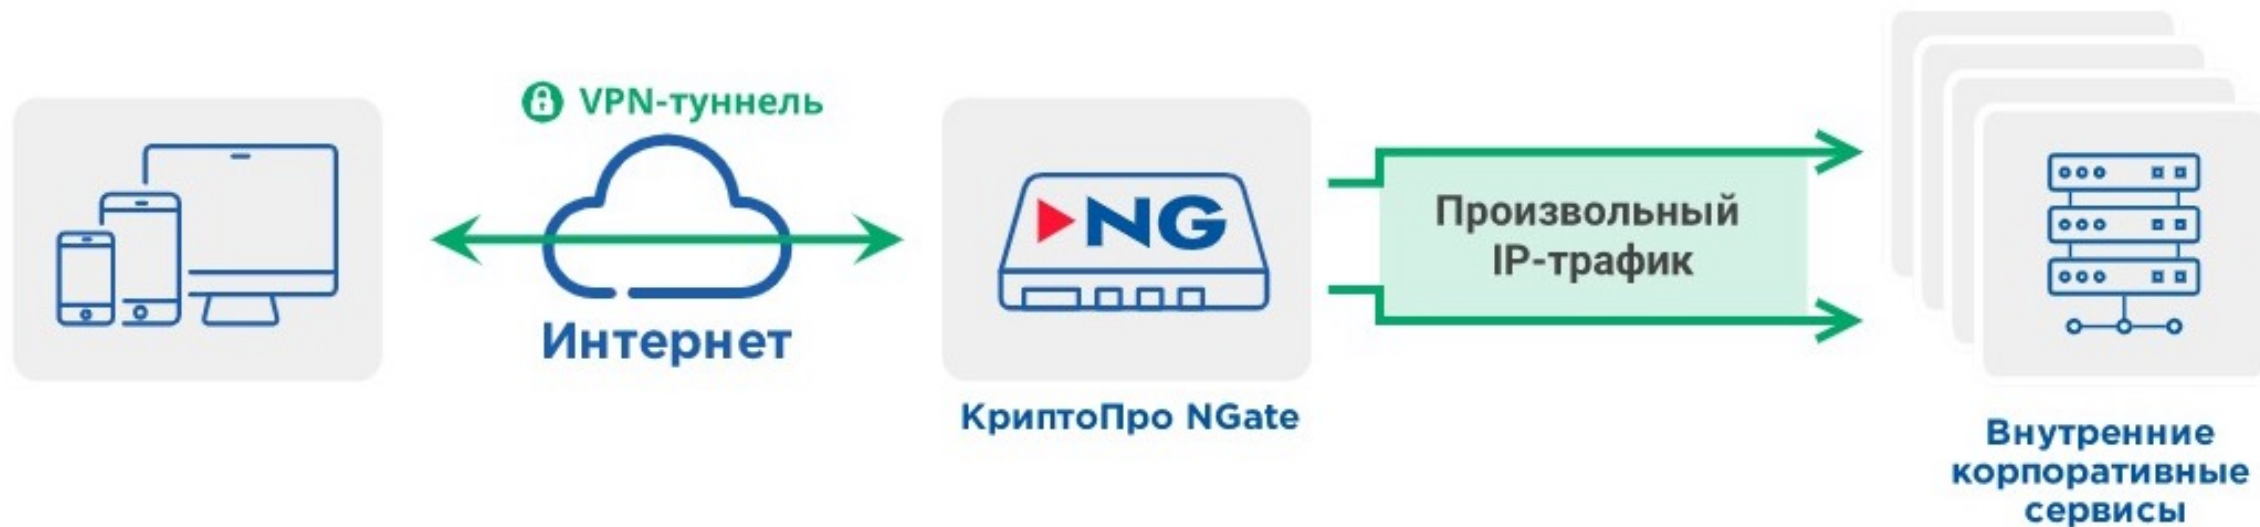 VPN-туннель
Интернет
NG
КриптоПро NGate
Произвольный
IP-трафик
Внутренние
корпоративные
сервисы